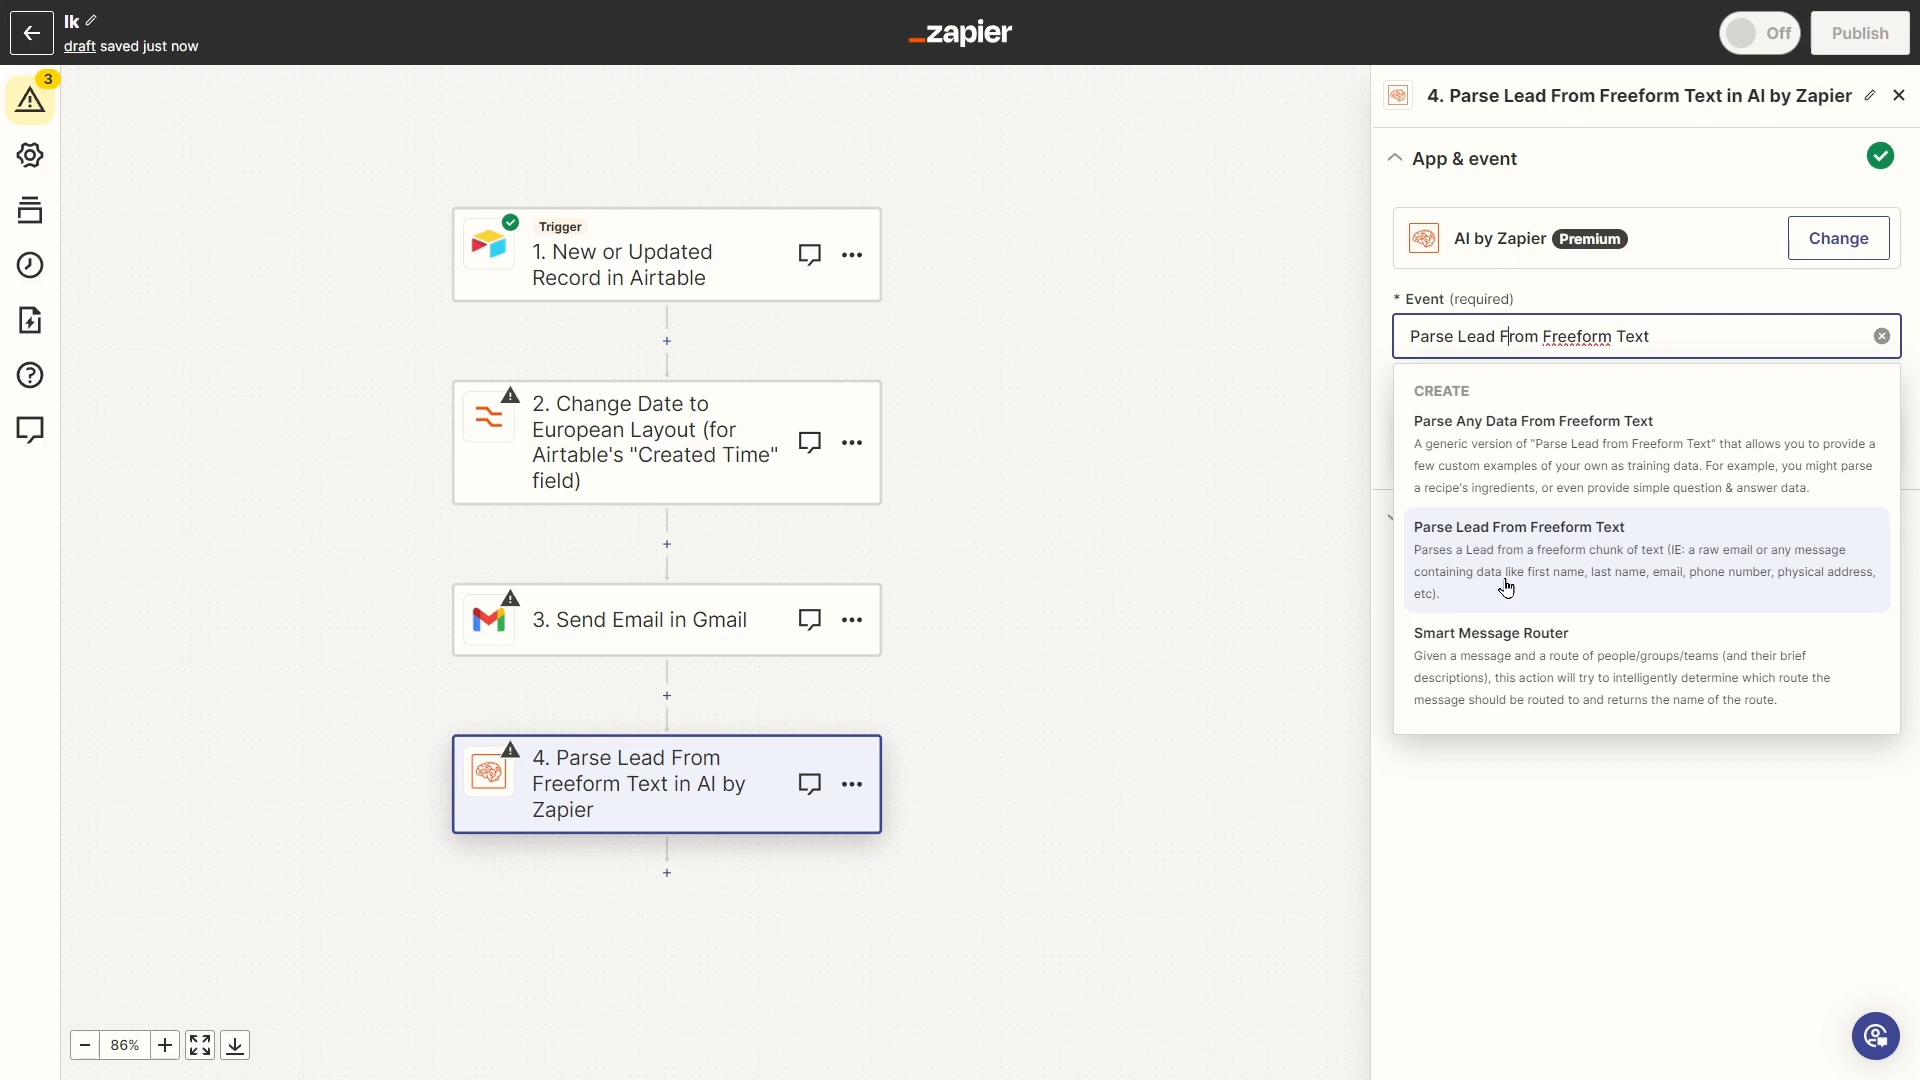 lk
draft saved just now
_zapier
Off
Publish
3
4. Parse Lead From Freeform Text in AI by Zapier
App & event
AI by Zapier Premium
Change
* Event (required)
Parse Lead From Freeform Text
CREATE
Parse Any Data From Freeform Text
A generic version of "Parse Lead from Freeform Text" that allows you to provide a
few custom examples of your own as training data. For example, you might parse
a recipe's ingredients, or even provide simple question & answer data.
Parse Lead From Freeform Text
Parses a Lead from a freeform chunk of text (IE: a raw email or any message
containing data like first name, last name, email, phone number, physical address,
etc).
Smart Message Router
Given a message and a route of people/groups/teams (and their brief
descriptions), this action will try to intelligently determine which route the
message should be routed to and returns the name of the route.
Trigger
1. New or Updated
Record in Airtable
2. Change Date to
European Layout (for
Airtable's "Created Time"
field)
3. Send Email in Gmail
4. Parse Lead From
Freeform Text in AI by
Zapier
86%